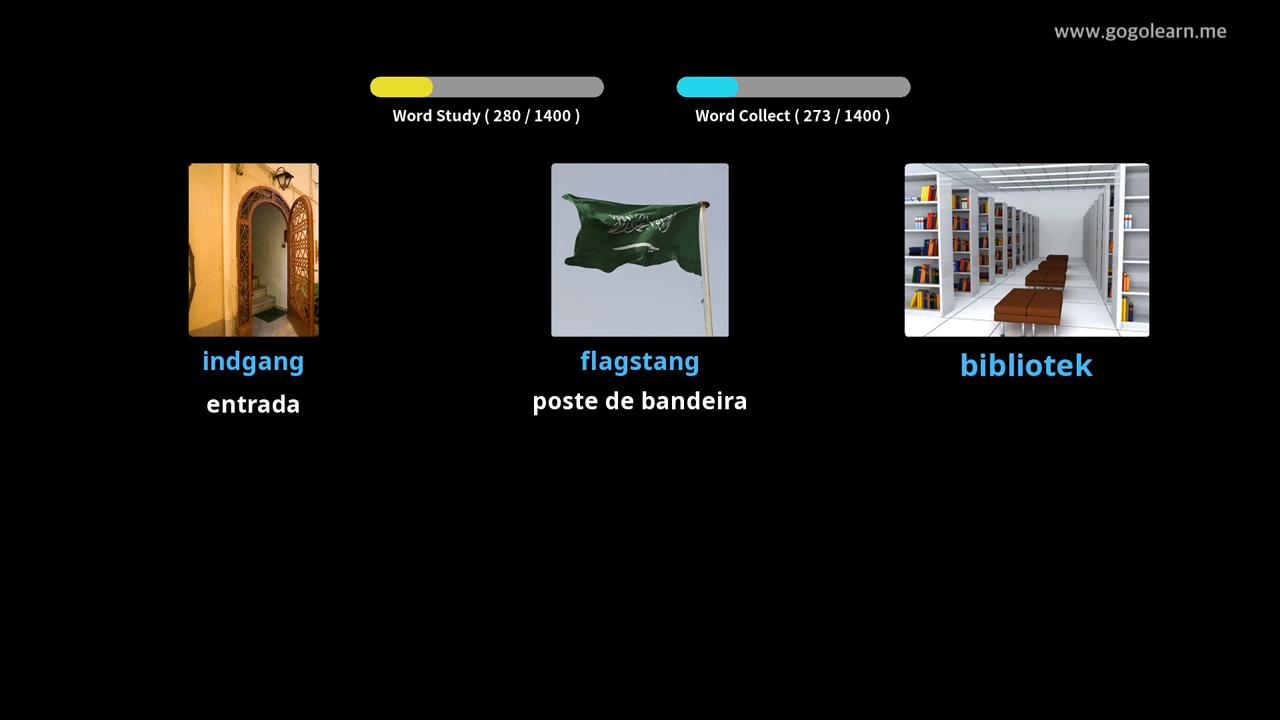 www.gogolearn.me
Word Study ( 280 / 1400 )
Word Collect ( 273 / 1400 )
indgang
flagstang
bibliotek
entrada
poste de bandeira